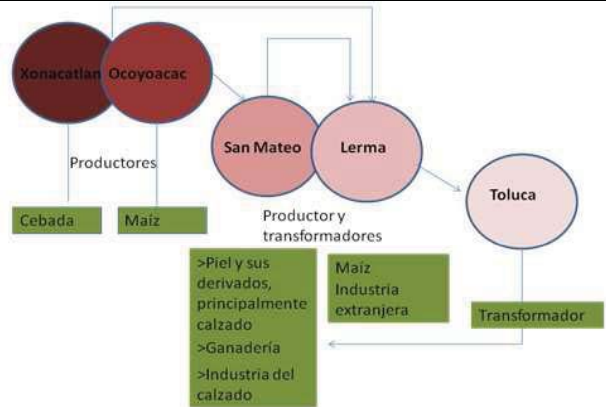 Xonacatlan
Ocoyoacac
San Mateo
Lerma
Toluca
Productores
Cebada
Maíz
Productor y
transformadores
>Piel y sus
derivados,
principalmente
calzado
>Ganadería
>Industria del
calzado
Maíz
Industria
extranjera
Transformador